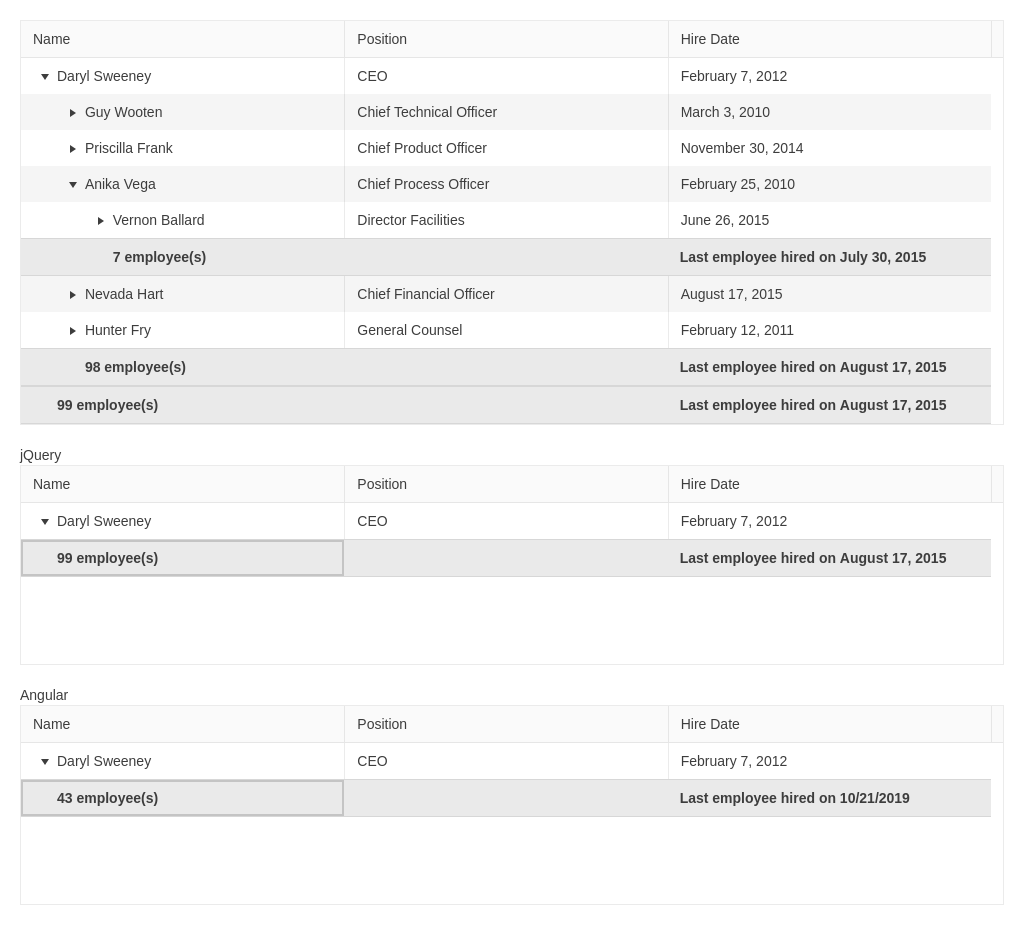 Name Position Hire Date
Daryl Sweeney CEO February 7, 2012
Guy Wooten Chief Technical Officer March 3, 2010
Priscilla Frank Chief Product Officer November 30, 2014
Anika Vega Chief Process Officer February 25, 2010
Vernon Ballard Director Facilities June 26, 2015
7 employee(s) Last employee hired on July 30, 2015
Nevada Hart Chief Financial Officer August 17, 2015
Hunter Fry General Counsel February 12, 2011
98 employee(s) Last employee hired on August 17, 2015
99 employee(s) Last employee hired on August 17, 2015
jQuery
Name Position Hire Date
Daryl Sweeney CEO February 7, 2012
99 employee(s) Last employee hired on August 17, 2015
Angular
Name Position Hire Date
Daryl Sweeney CEO February 7, 2012
43 employee(s) Last employee hired on 10/21/2019